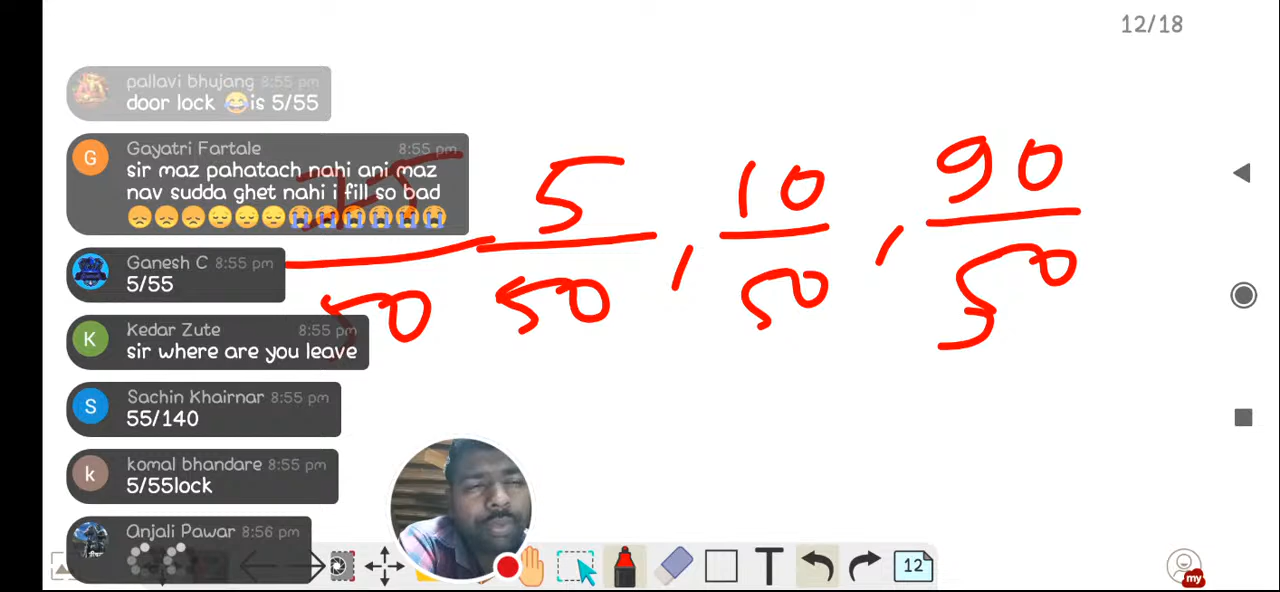 12/18
pallavi bhujang 8:55 pm
door lock 😂is 5/55
Gayatri Fartale 8:55 pm
sir maz pahatach nahi ani maz
nav sudda ghet nahi i fill so bad
😞😞😞😔😔😔😭😭😭😭😭😭
G
Ganesh C 8:55 pm
5/55
Kedar Zute 8:55 pm
sir where are you leave
K
Sachin Khairnar 8:55 pm
55/140
S
komal bhandare 8:55 pm
5/55lock
k
Anjali Pawar 8:56 pm
5 , 10 , 90
50 50 50 50
T
12
my